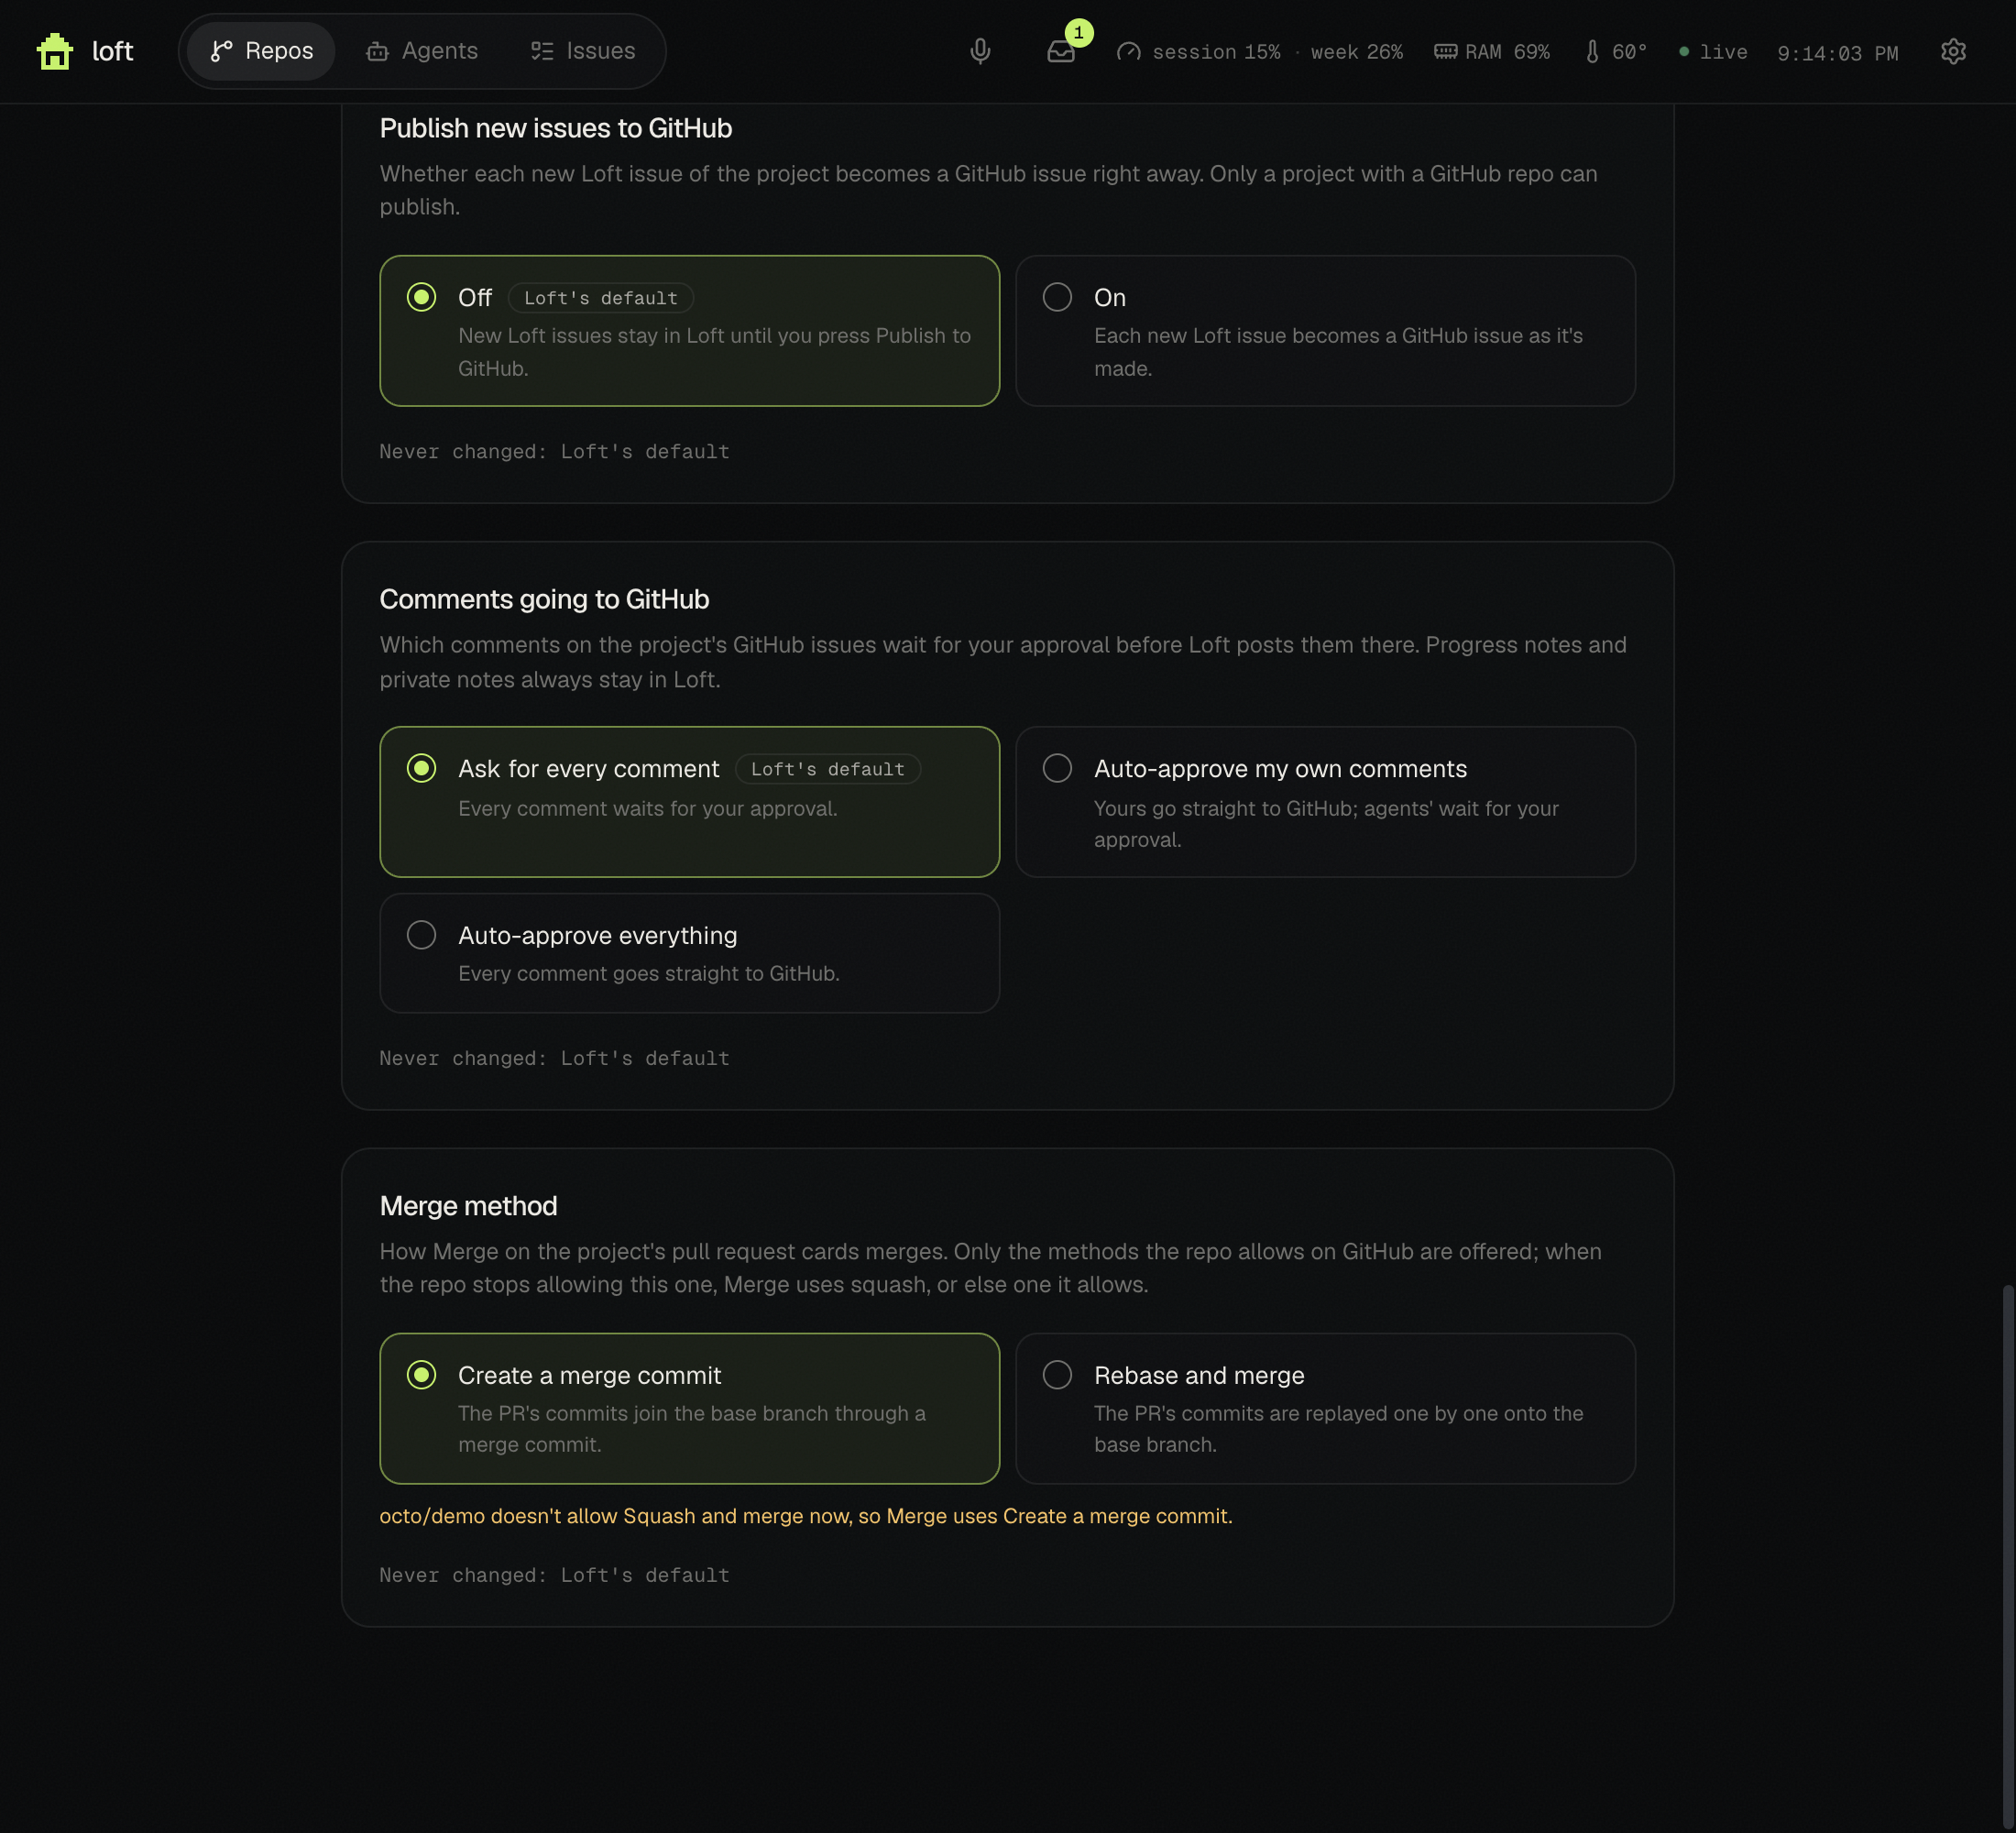 loft
Repos
Agents
Issues
1
session 15% · week 26%
RAM 69%
60°
live
9:14:03 PM
Publish new issues to GitHub
Whether each new Loft issue of the project becomes a GitHub issue right away. Only a project with a GitHub repo can
publish.
Off
Loft's default
New Loft issues stay in Loft until you press Publish to
GitHub.
On
Each new Loft issue becomes a GitHub issue as it's
made.
Never changed: Loft's default
Comments going to GitHub
Which comments on the project's GitHub issues wait for your approval before Loft posts them there. Progress notes and
private notes always stay in Loft.
Ask for every comment
Loft's default
Every comment waits for your approval.
Auto-approve my own comments
Yours go straight to GitHub; agents' wait for your
approval.
Auto-approve everything
Every comment goes straight to GitHub.
Never changed: Loft's default
Merge method
How Merge on the project's pull request cards merges. Only the methods the repo allows on GitHub are offered; when
the repo stops allowing this one, Merge uses squash, or else one it allows.
Create a merge commit
The PR's commits join the base branch through a
merge commit.
Rebase and merge
The PR's commits are replayed one by one onto the
base branch.
octo/demo doesn't allow Squash and merge now, so Merge uses Create a merge commit.
Never changed: Loft's default